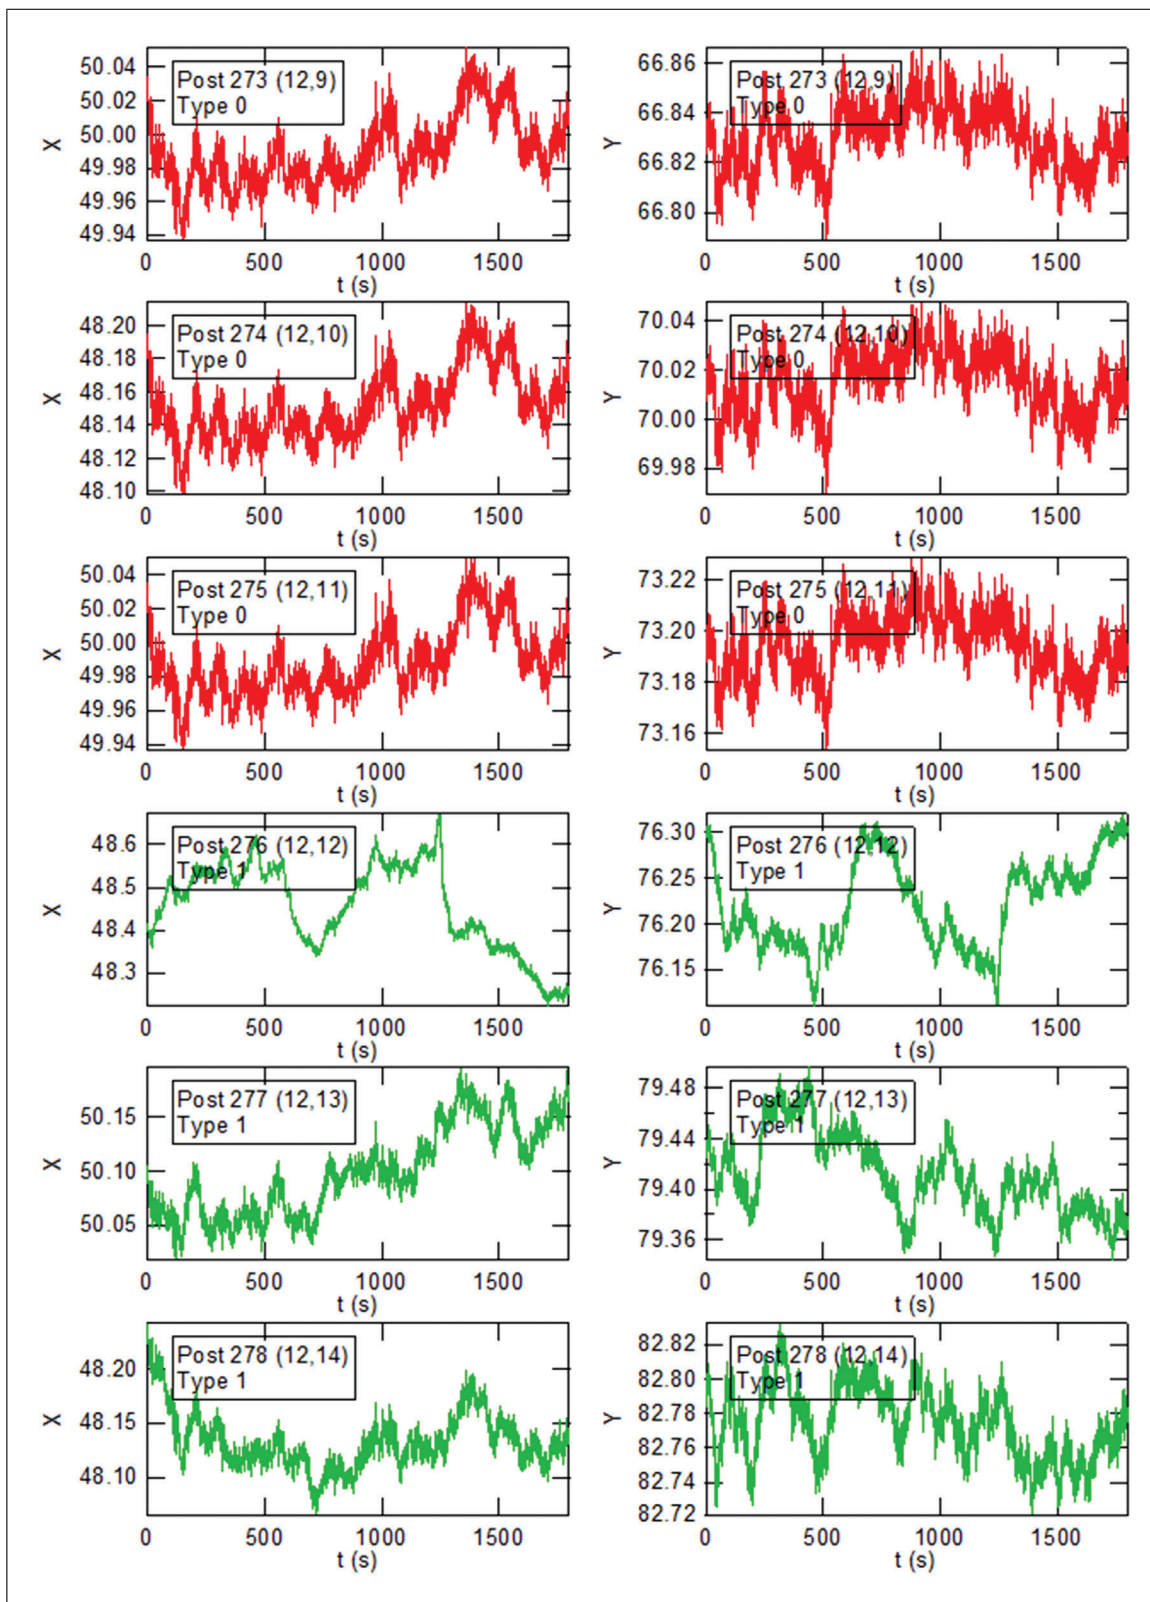 50.04
50.02
50.00
49.98
49.96
49.94
X
Post 273 (12,9)
Type 0
0 500 1000 1500
t (s)
66.86
66.84
66.82
66.80
Y
Post 273 (12,9)
Type 0
0 500 1000 1500
t (s)
48.20
48.18
48.16
48.14
48.12
48.10
X
Post 274 (12,10)
Type 0
0 500 1000 1500
t (s)
70.04
70.02
70.00
69.98
Y
Post 274 (12,10)
Type 0
0 500 1000 1500
t (s)
50.04
50.02
50.00
49.98
49.96
49.94
X
Post 275 (12,11)
Type 0
0 500 1000 1500
t (s)
73.22
73.20
73.18
73.16
Y
Post 275 (12,11)
Type 0
0 500 1000 1500
t (s)
48.6
48.5
48.4
48.3
X
Post 276 (12,12)
Type 1
0 500 1000 1500
t (s)
76.30
76.25
76.20
76.15
Y
Post 276 (12,12)
Type 1
0 500 1000 1500
t (s)
50.15
50.10
50.05
X
Post 277 (12,13)
Type 1
0 500 1000 1500
t (s)
79.48
79.44
79.40
79.36
Y
Post 277 (12,13)
Type 1
0 500 1000 1500
t (s)
48.20
48.15
48.10
X
Post 278 (12,14)
Type 1
0 500 1000 1500
t (s)
82.82
82.80
82.78
82.76
82.74
82.72
Y
Post 278 (12,14)
Type 1
0 500 1000 1500
t (s)